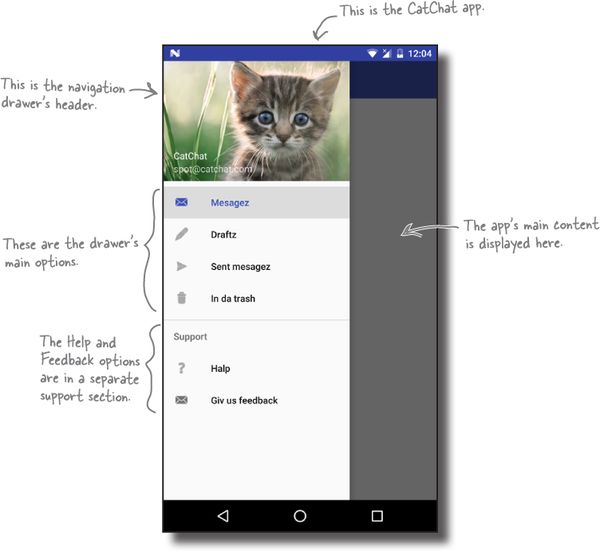 This is the CatChat app.
12:04
This is the navigation
drawer's header.
CatChat
spot@catchat.com
Mesagez
Draftz
Sent mesagez
In da trash
These are the drawer's
main options.
The app's main content
is displayed here.
Support
Halp
Giv us feedback
The Help and
Feedback options
are in a separate
support section.